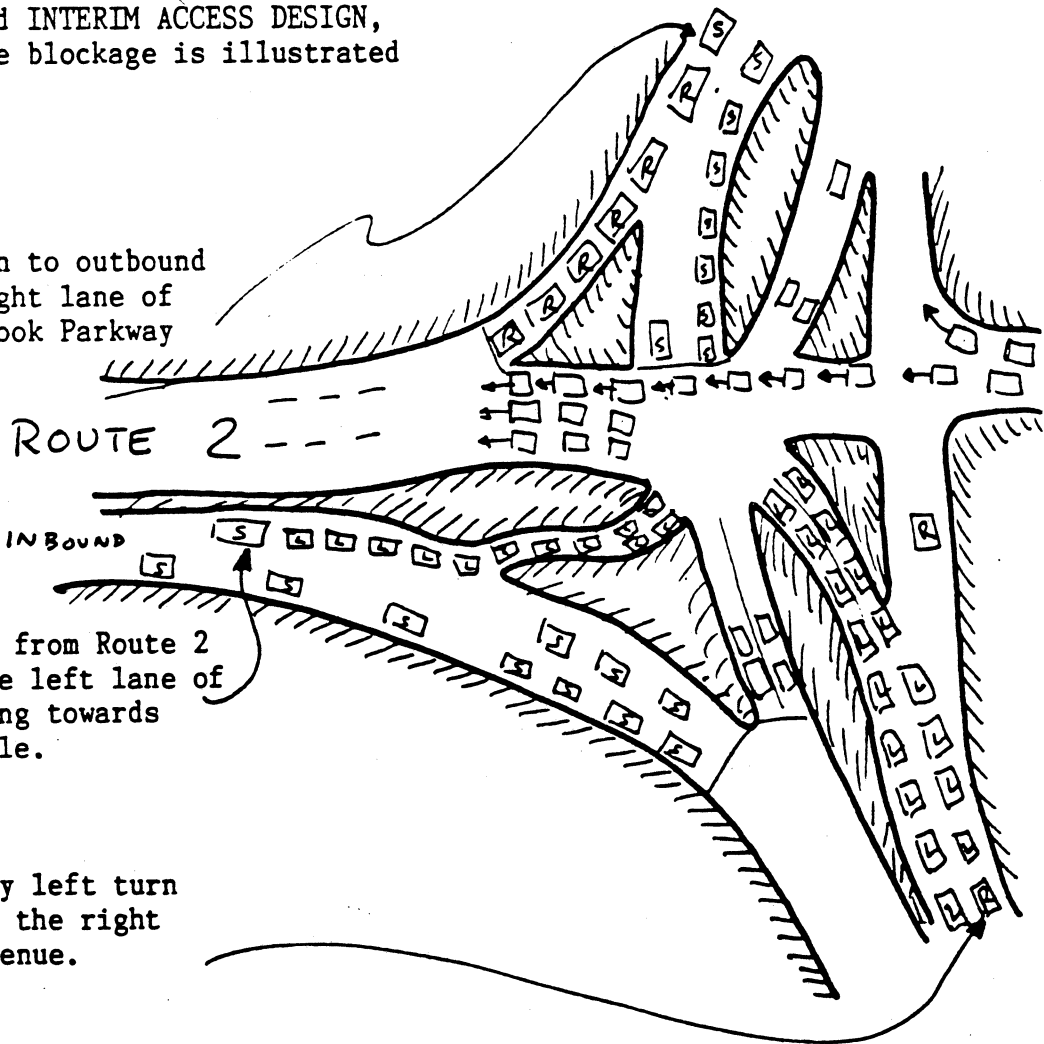 d INTERIM ACCESS DESIGN,
e blockage is illustrated
n to outbound
ght lane of
ook Parkway
ROUTE 2
INBOUND
from Route 2
e left lane of
ng towards
le.
y left turn
the right
enue.
S
S
R
S
R
S
R
S
R
S
R
S
R
S
R
S
S
L
L
L
L
L
S
S
S
S
S
S
S
S
S
S
R
L
L
L
L
L
L
L
L
R